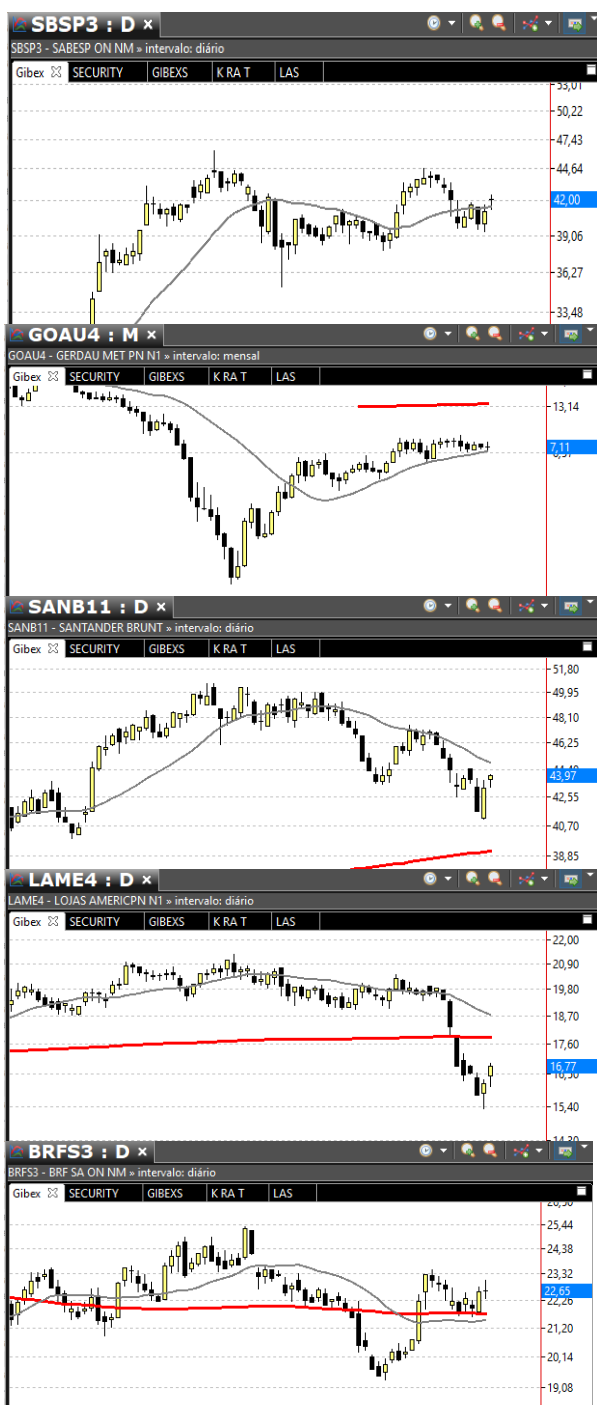 SBSP3 : D ×
SBSP3 - SABESP ON NM » intervalo: diário
Gibex SECURITY GIBEXS K RA T LAS
53,01
50,22
47,43
44,64
42,00
39,06
36,27
33,48
GOAU4 : M ×
GOAU4 - GERDAU MET PN N1 » intervalo: mensal
Gibex SECURITY GIBEXS K RA T LAS
13,14
7,11
SANB11 : D ×
SANB11 - SANTANDER BRUNT » intervalo: diário
Gibex SECURITY GIBEXS K RA T LAS
51,80
49,95
48,10
46,25
43,97
42,55
40,70
38,85
LAME4 : D ×
LAME4 - LOJAS AMERICPN N1 » intervalo: diário
Gibex SECURITY GIBEXS K RA T LAS
22,00
20,90
19,80
18,70
17,60
16,77
16,50
15,40
BRFS3 : D ×
BRFS3 - BRF SA ON NM » intervalo: diário
Gibex SECURITY GIBEXS K RA T LAS
25,44
24,38
23,32
22,65
22,26
21,20
20,14
19,08